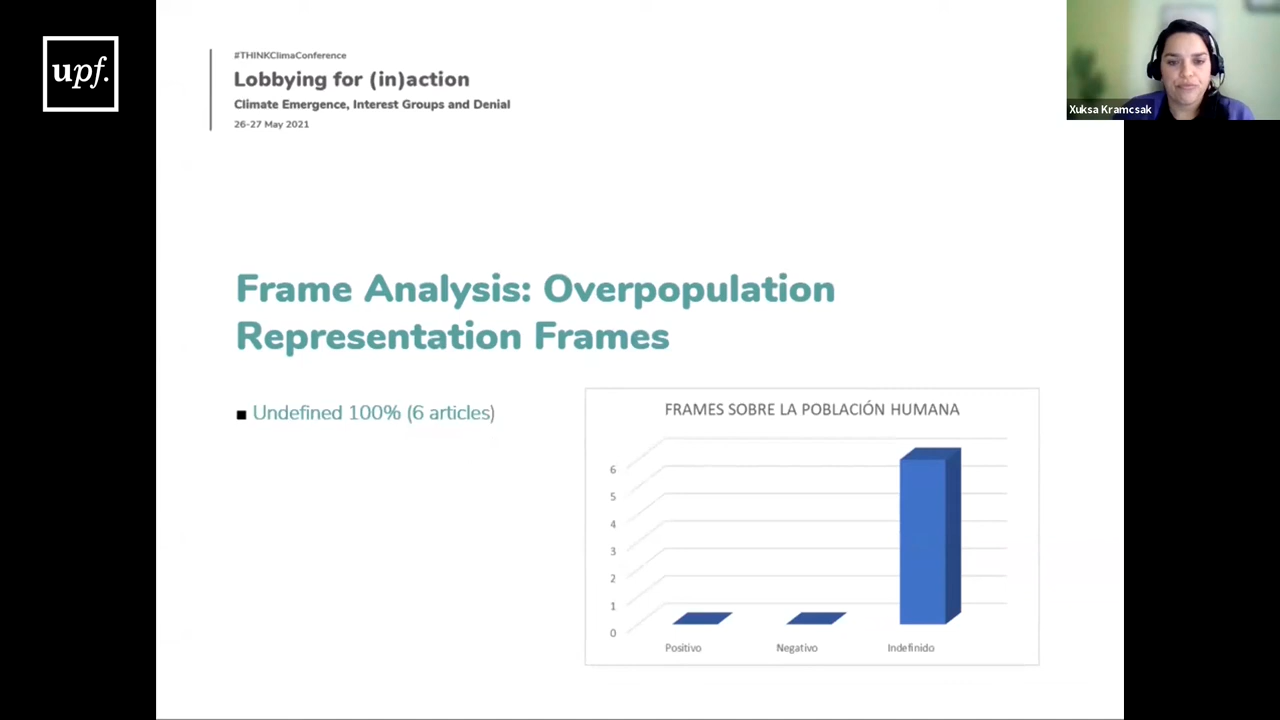 upf.
#THINKClimaConference
Lobbying for (in)action
Climate Emergence, Interest Groups and Denial
26-27 May 2021
Xuksa Kramcsak
Frame Analysis: Overpopulation
Representation Frames
Undefined 100% (6 articles)
FRAMES SOBRE LA POBLACIÓN HUMANA
6
5
4
3
2
1
0
Positivo
Negativo
Indefinido